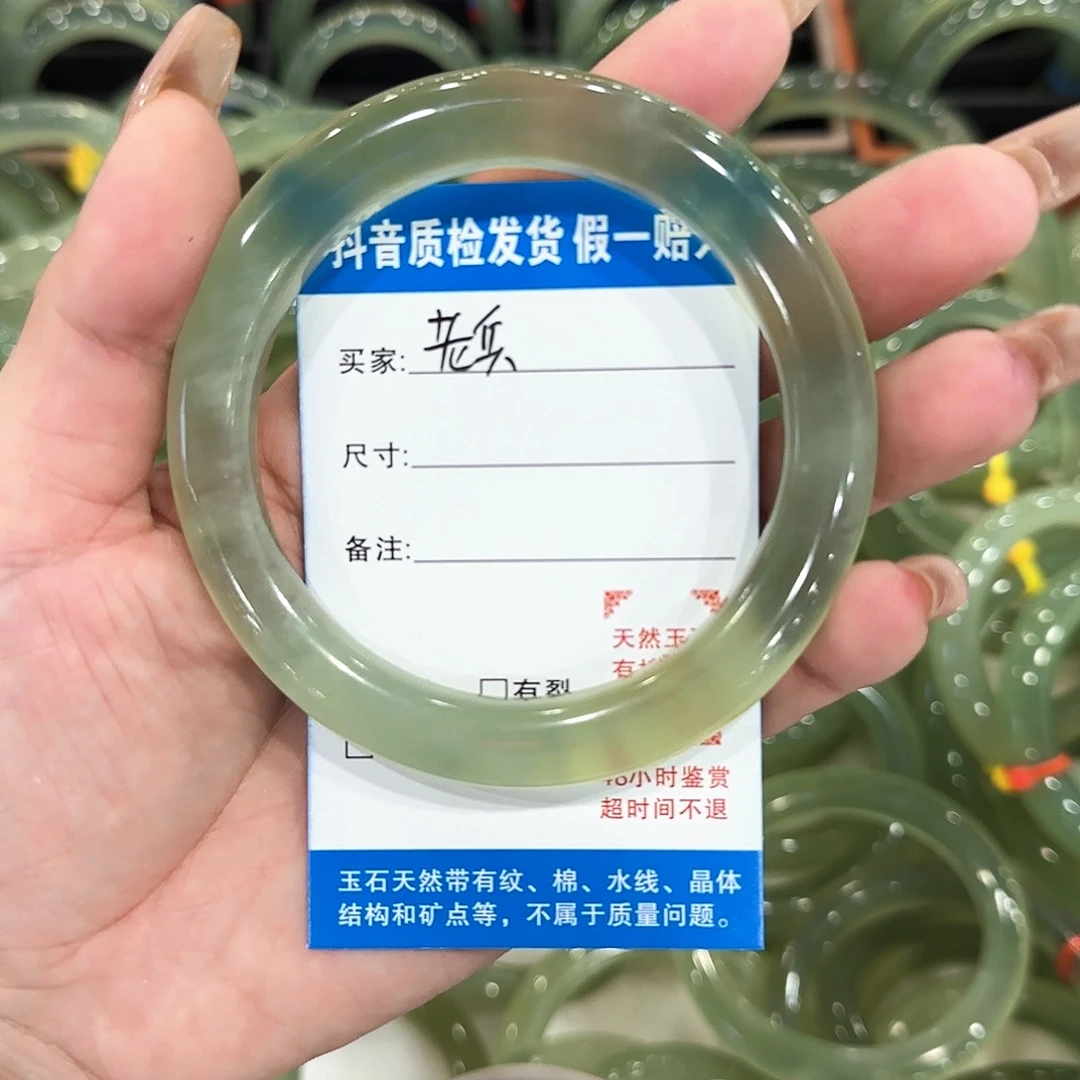 抖音质检发货 假一赔
买家: 老兵
尺寸:
备注:
天然玉
有
□有裂
□
48小时鉴赏
超时间不退
玉石天然带有纹、棉、水线、晶体
结构和矿点等，不属于质量问题。